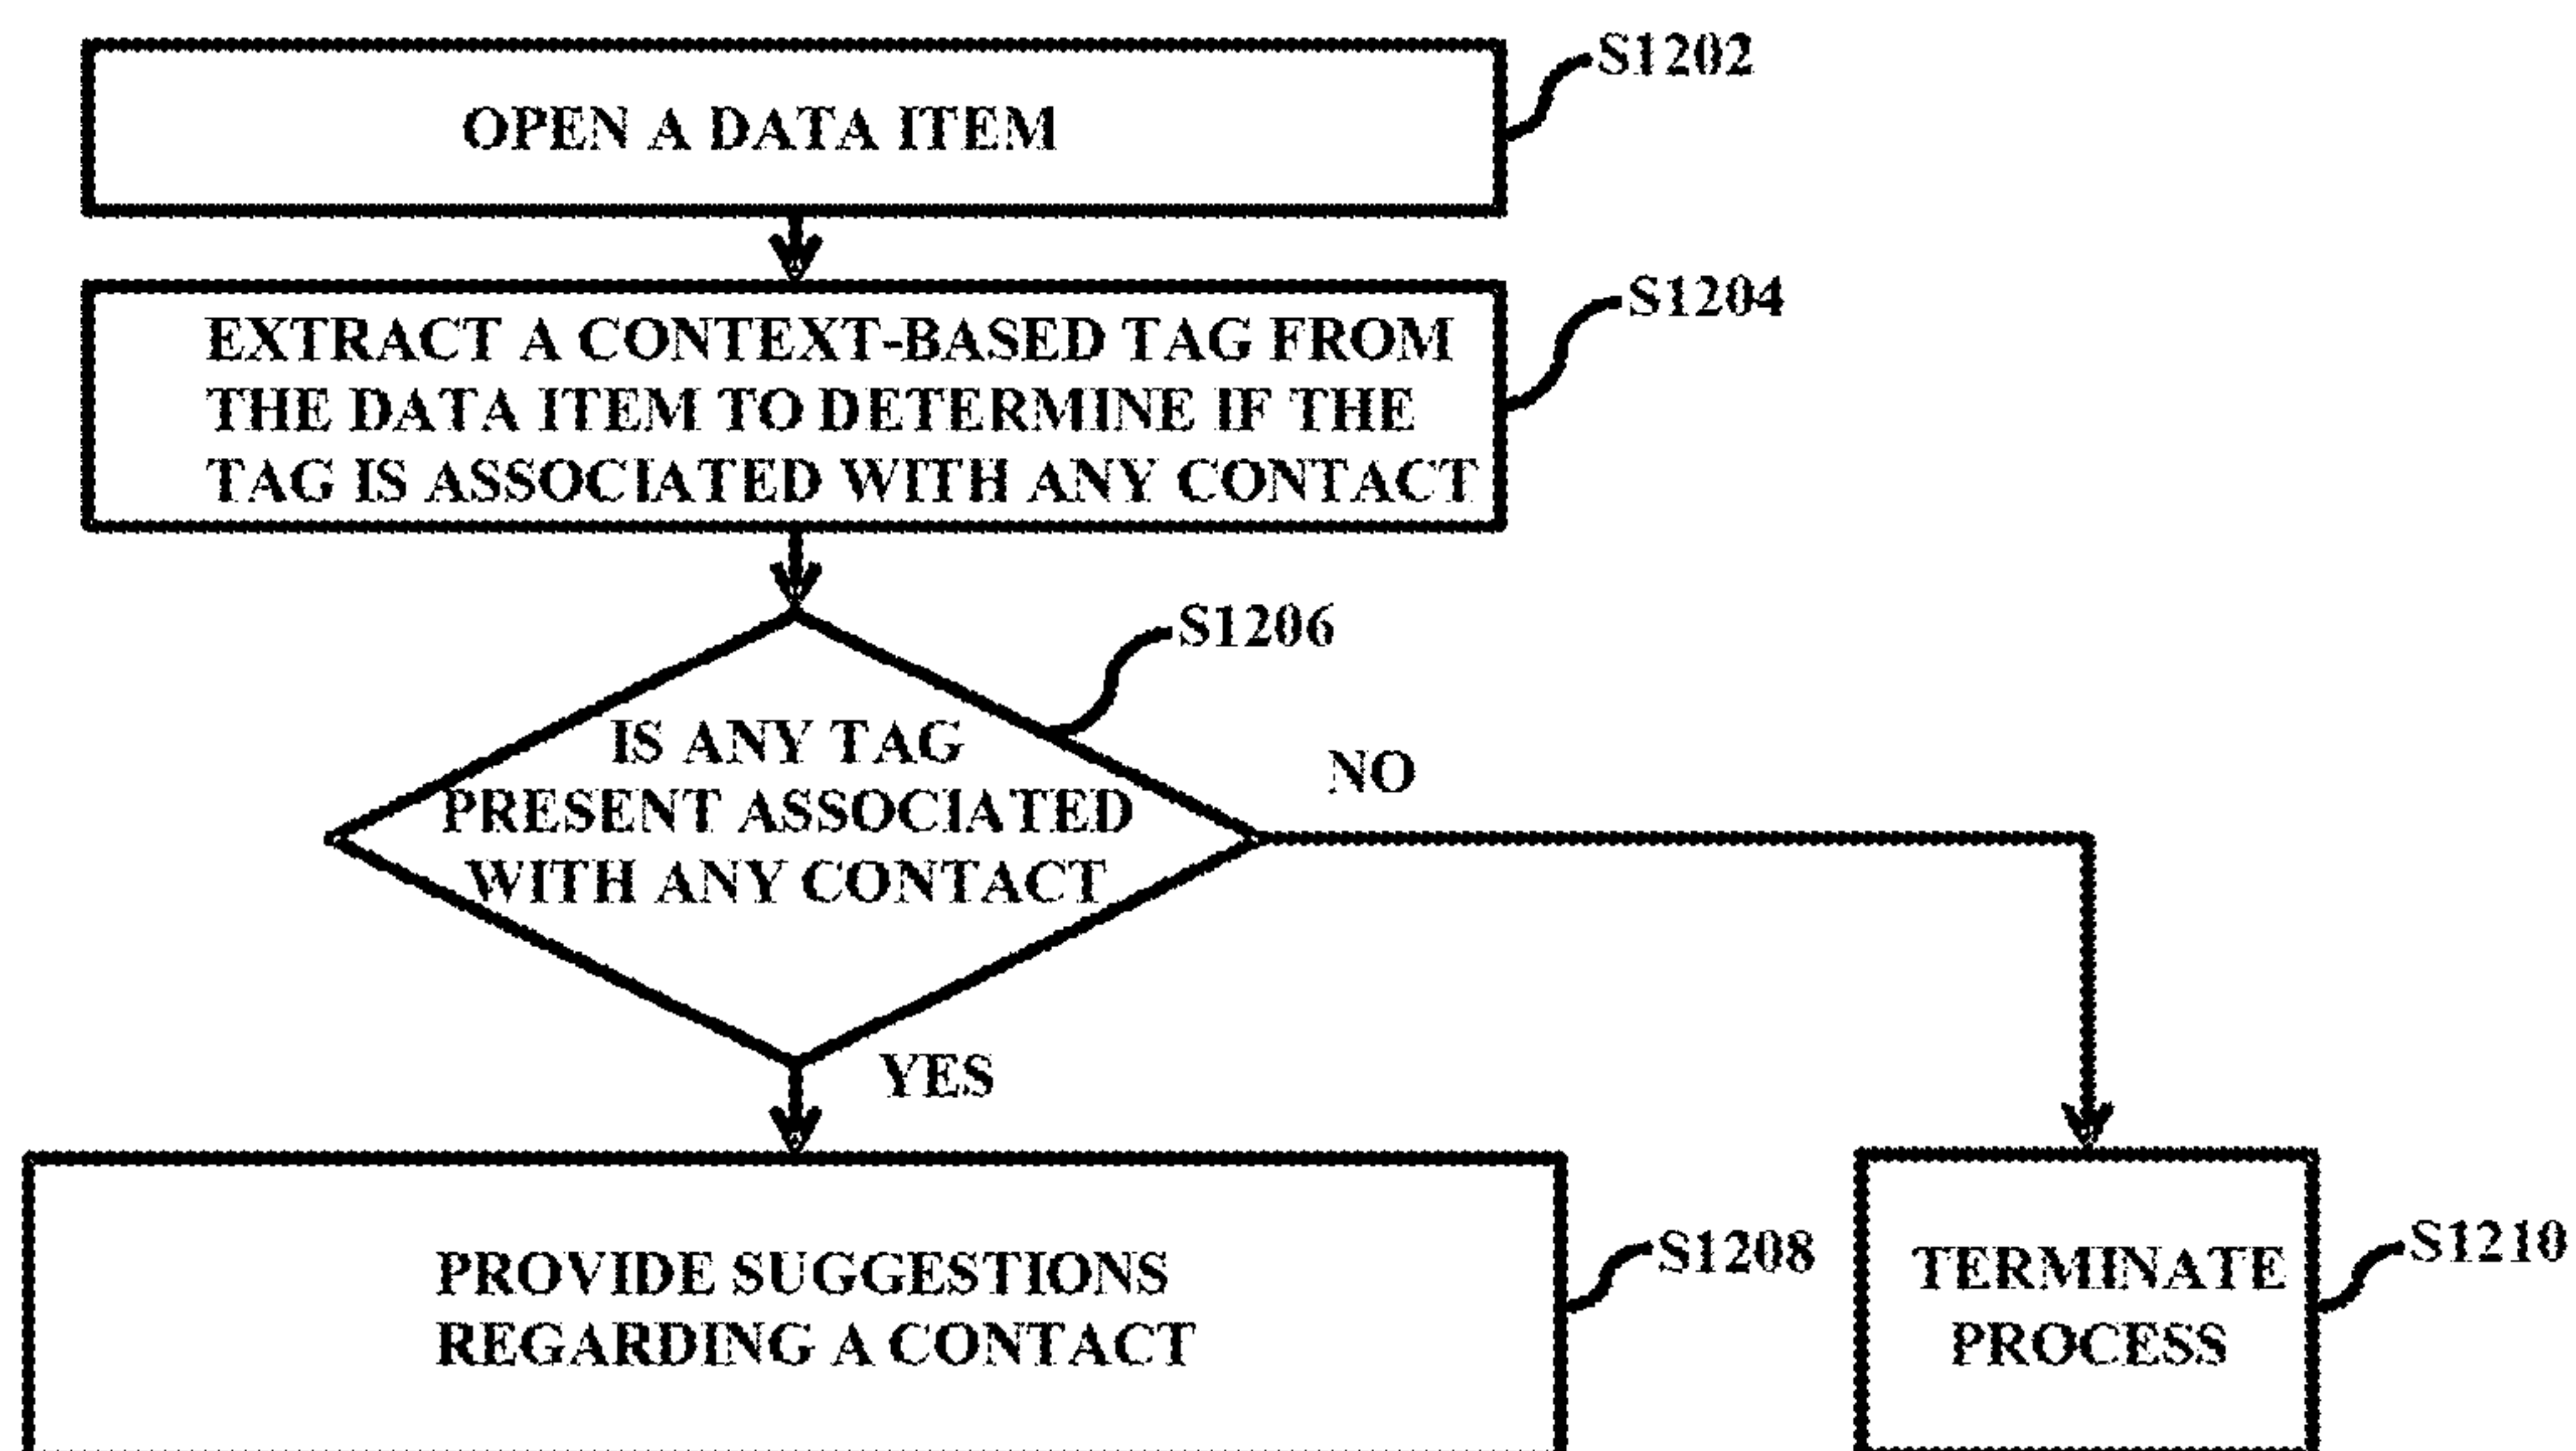 S1202
OPEN A DATA ITEM
S1204
EXTRACT A CONTEXT-BASED TAG FROM
THE DATA ITEM TO DETERMINE IF THE
TAG IS ASSOCIATED WITH ANY CONTACT
S1206
IS ANY TAG
PRESENT ASSOCIATED
WITH ANY CONTACT
NO
YES
PROVIDE SUGGESTIONS
REGARDING A CONTACT
S1208
TERMINATE
PROCESS
S1210